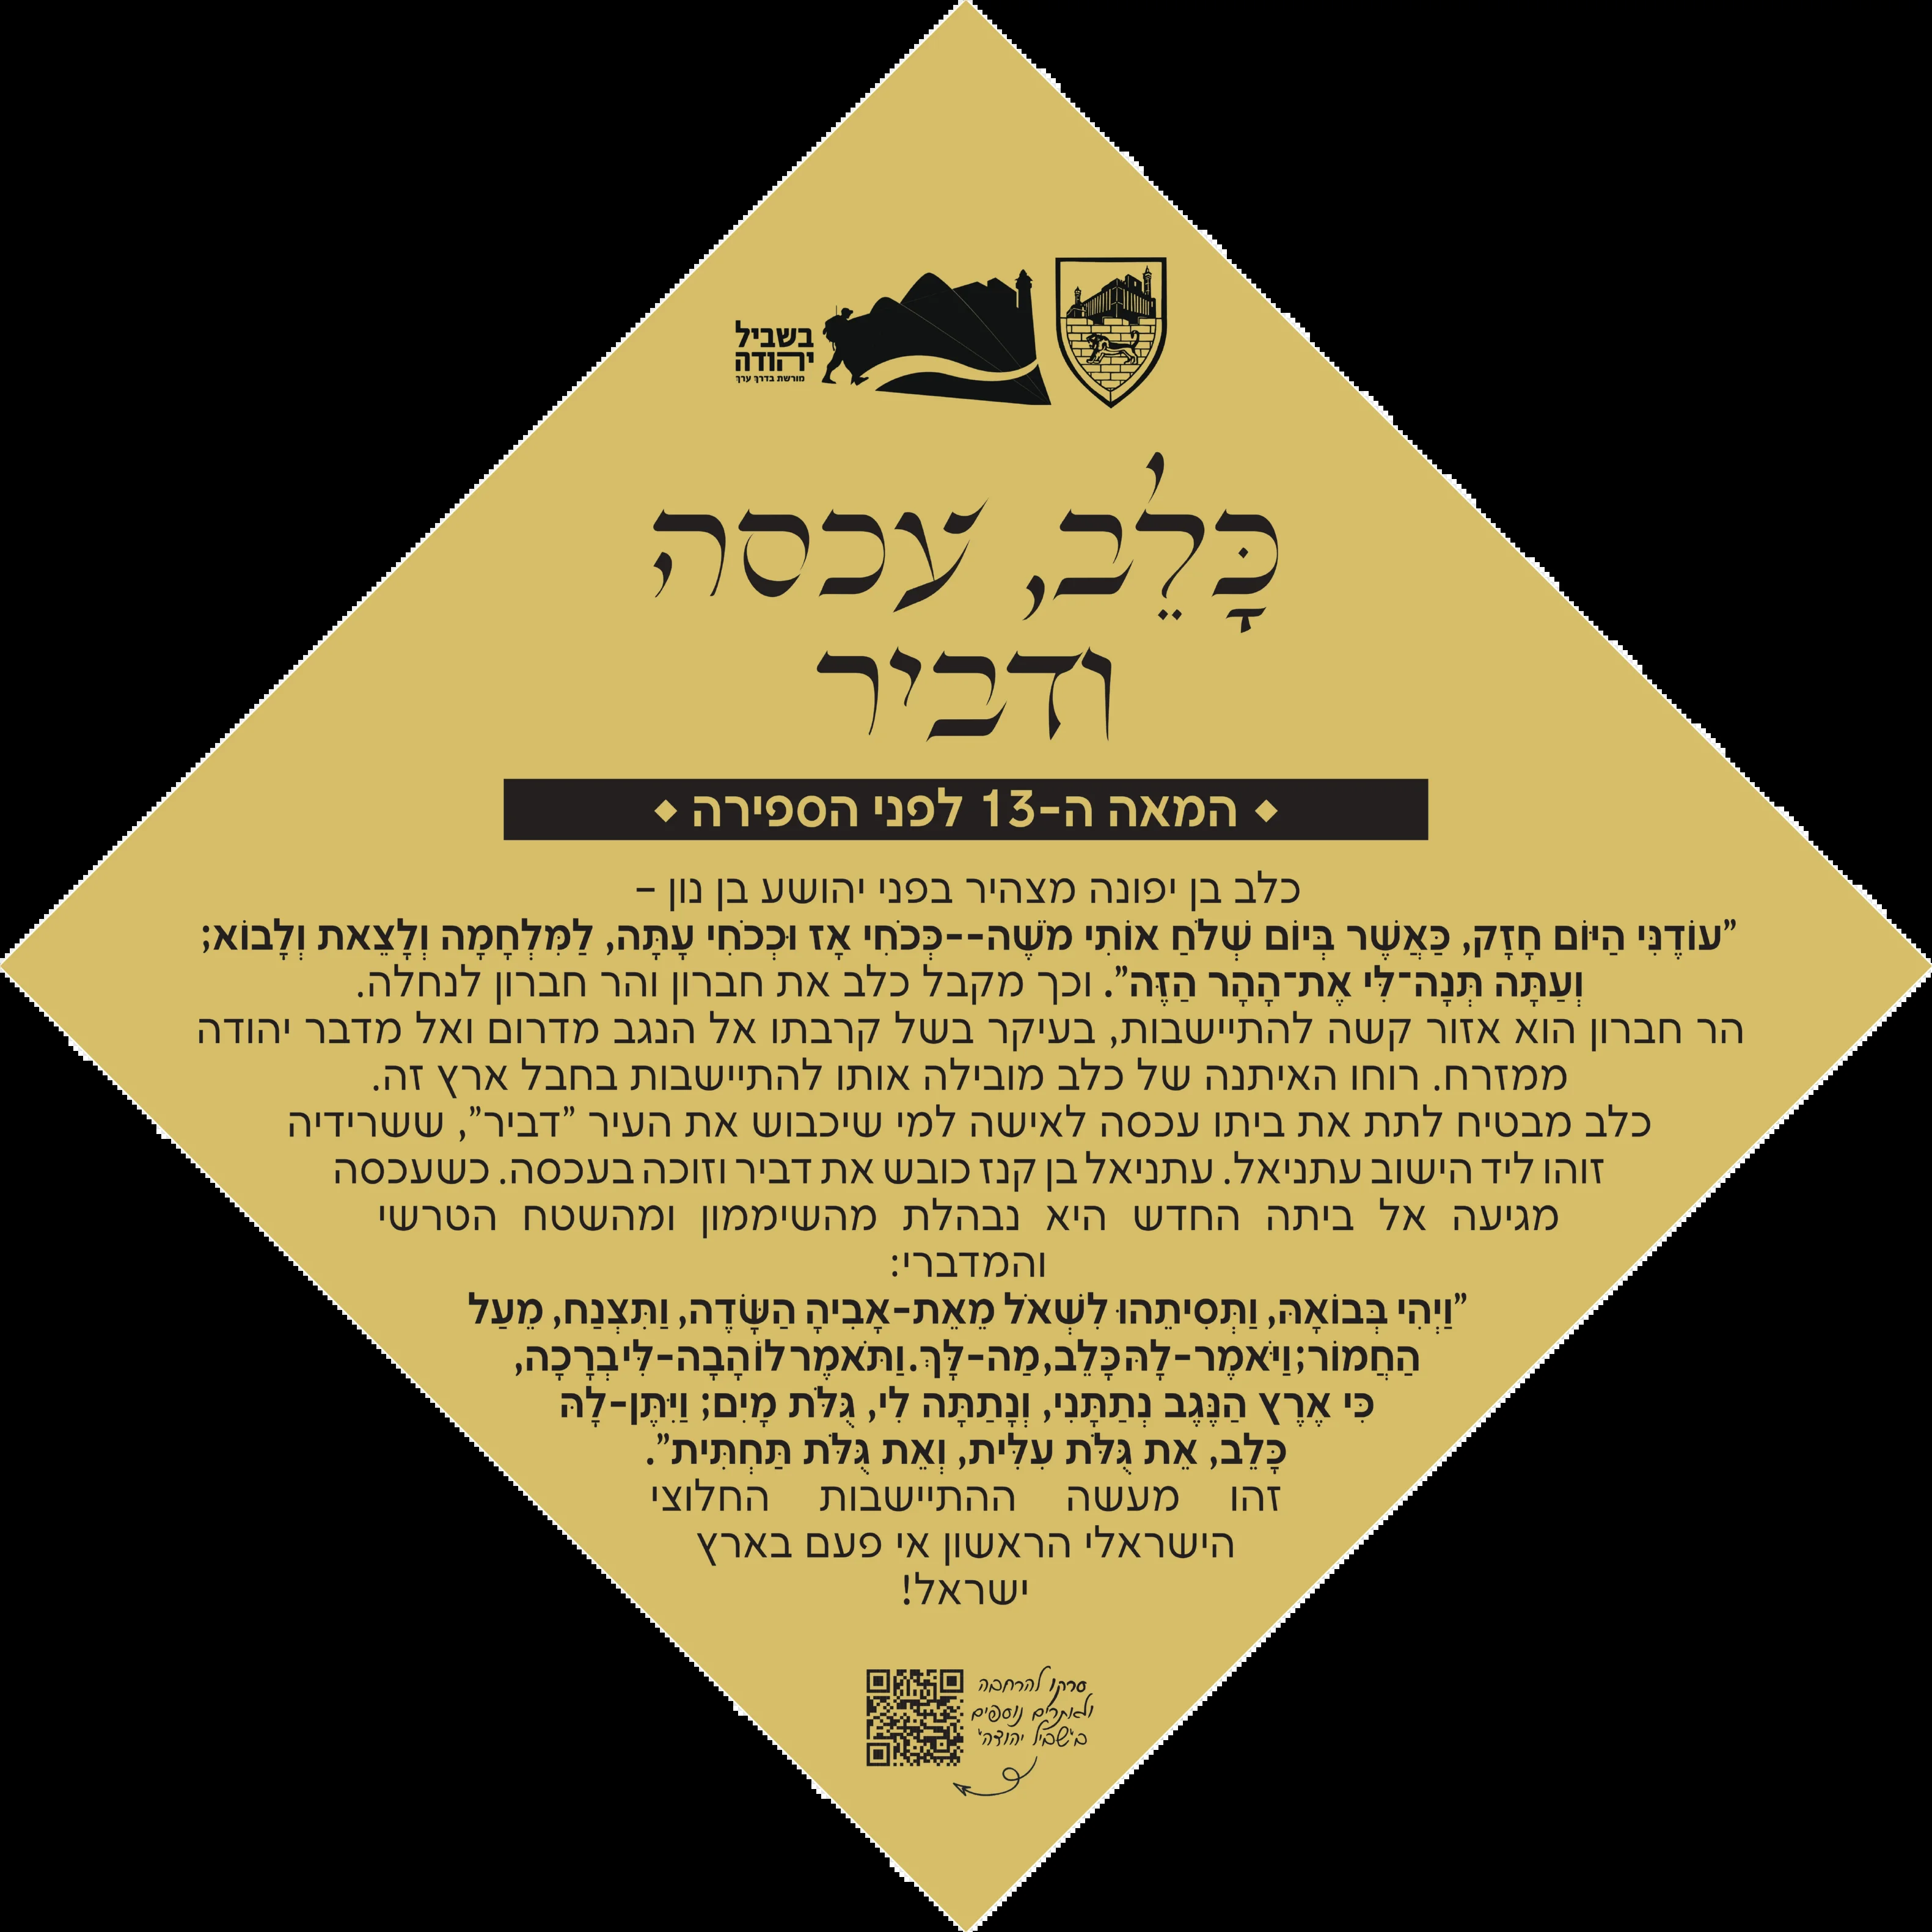 בשביל
יהודה
מורשת בדרך ערך
כָּלֵב, עכסה
ודביר
המאה ה-13 לפני הספירה
כלב בן יפונה מצהיר בפני יהושע בן נון –
"עוֹדֶנִּי הַיּוֹם חָזָק, כַּאֲשֶׁר בְּיוֹם שְׁלֹחַ אוֹתִי מֹשֶׁה--כְּכֹחִי אָז וּכְכֹחִי עָתָּה, לַמִּלְחָמָה וְלָצֵאת וְלָבוֹא;
וְעַתָּה תְּנָה־לִּי אֶת־הָהָר הַזֶּה". וכך מקבל כלב את חברון והר חברון לנחלה.
הר חברון הוא אזור קשה להתיישבות, בעיקר בשל קרבתו אל הנגב מדרום ואל מדבר יהודה
ממזרח. רוחו האיתנה של כלב מובילה אותו להתיישבות בחבל ארץ זה.
כלב מבטיח לתת את ביתו עכסה לאישה למי שיכבוש את העיר "דביר", ששרידיה
זוהו ליד הישוב עתניאל. עתניאל בן קנז כובש את דביר וזוכה בעכסה. כשעכסה
מגיעה אל ביתה החדש היא נבהלת מהשיממון ומהשטח הטרשי
והמדברי:
"וַיְהִי בְּבוֹאָהּ, וַתְּסִיתֵהוּ לִשְׁאֹל מֵאֵת-אָבִיהָ הַשָּׂדֶה, וַתִּצְנַח, מֵעַל
הַחֲמוֹר; וַיֹּאמֶר-לָהּ כָּלֵב, מַה-לָּךְ. וַתֹּאמֶר לוֹ הָבָה-לִּי בְרָכָה,
כִּי אֶרֶץ הַנֶּגֶב נְתַתָּנִי, וְנָתַתָּה לִי, גֻּלֹּת מָיִם; וַיִּתֶּן-לָהּ
כָּלֵב, אֵת גֻּלֹּת עִלִּית, וְאֵת גֻּלֹּת תַּחְתִּית".
זהו מעשה ההתיישבות החלוצי
הישראלי הראשון אי פעם בארץ
ישראל!
סרקו להרחבה
ולאתרים נוספים
ב'שביל יהודה'